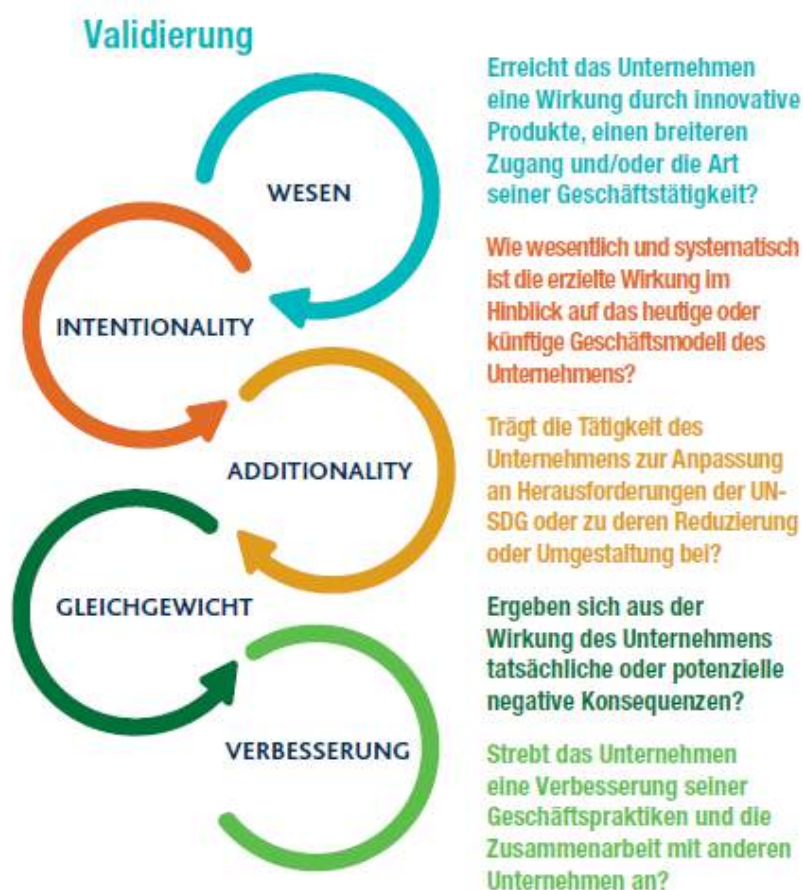 Validierung
WESEN
Erreicht das Unternehmen
eine Wirkung durch innovative
Produkte, einen breiteren
Zugang und/oder die Art
seiner Geschäftstätigkeit?
INTENTIONALITY
Wie wesentlich und systematisch
ist die erzielte Wirkung im
Hinblick auf das heutige oder
künftige Geschäftsmodell des
Unternehmens?
ADDITIONALITY
Trägt die Tätigkeit des
Unternehmens zur Anpassung
an Herausforderungen der UN-
SDG oder zu deren Reduzierung
oder Umgestaltung bei?
GLEICHGEWICHT
Ergeben sich aus der
Wirkung des Unternehmens
tatsächliche oder potenzielle
negative Konsequenzen?
VERBESSERUNG
Strebt das Unternehmen
eine Verbesserung seiner
Geschäftspraktiken und die
Zusammenarbeit mit anderen
Unternehmen an?